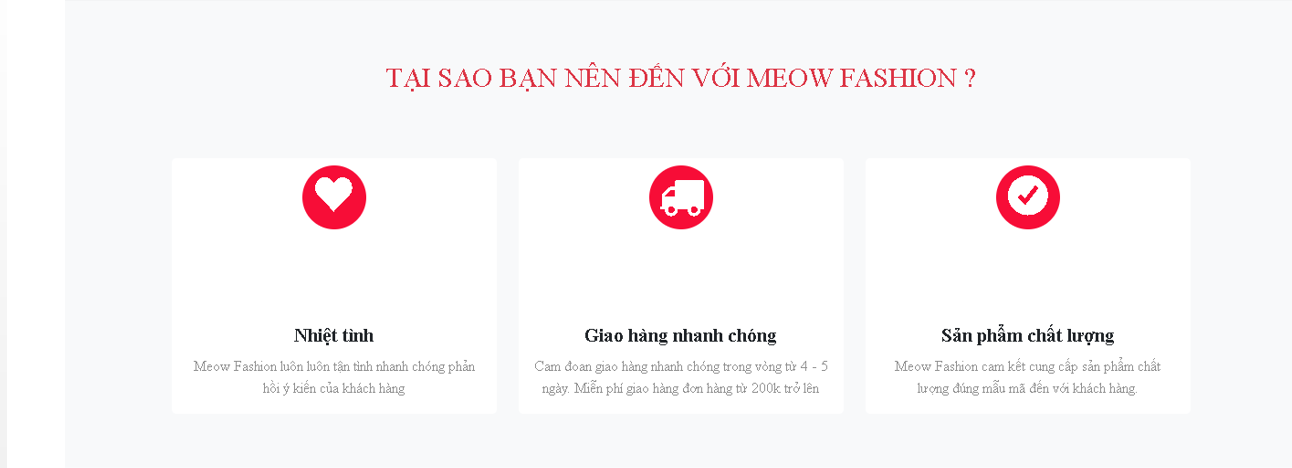 TẠI SAO BẠN NÊN ĐẾN VỚI MEOW FASHION ?
Nhiệt tình
Meow Fashion luôn luôn tận tình nhanh chóng phản
hồi ý kiến của khách hàng
Giao hàng nhanh chóng
Cam đoan giao hàng nhanh chóng trong vòng từ 4 - 5
ngày. Miễn phí giao hàng đơn hàng từ 200k trở lên
Sản phẩm chất lượng
Meow Fashion cam kết cung cấp sản phẩm chất
lượng đúng mẫu mã đến với khách hàng.